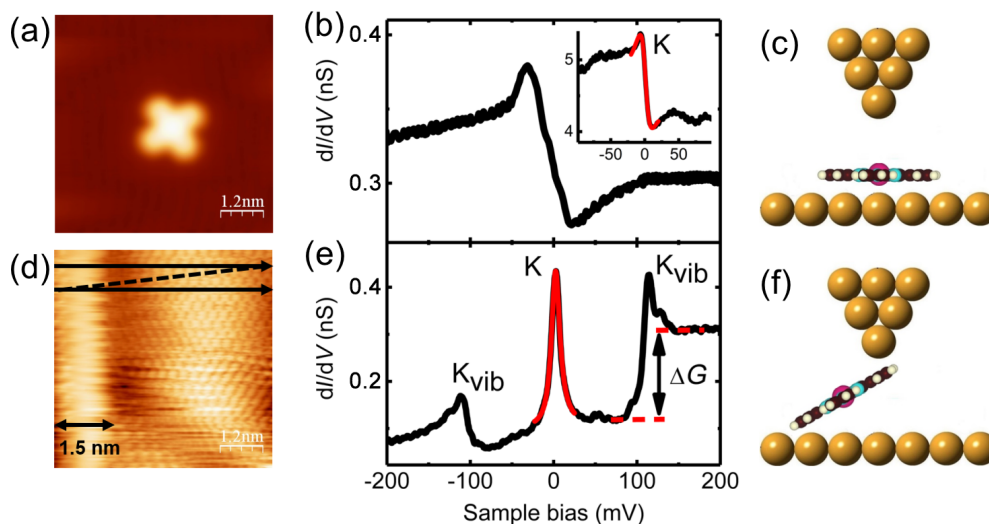 (a)
1.2nm
(b)
0.4
0.3
dI/dV (nS)
K
5
4
-50
0
50
(c)
(d)
1.5 nm
1.2nm
(e)
0.4
0.2
dI/dV (nS)
Kvib
K
Kvib
ΔG
-200
-100
0
100
200
Sample bias (mV)
(f)